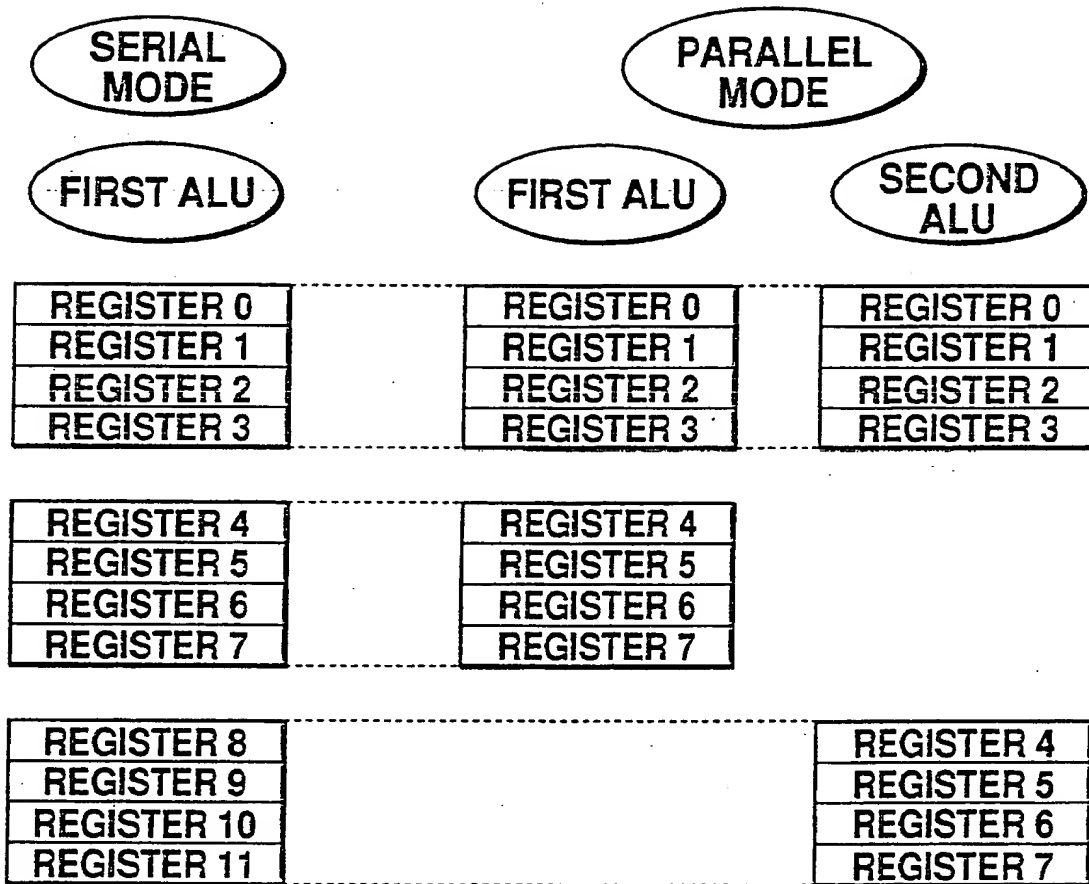 SERIAL
MODE
PARALLEL
MODE
FIRST ALU
FIRST ALU
SECOND
ALU
REGISTER 0
REGISTER 1
REGISTER 2
REGISTER 3
REGISTER 0
REGISTER 1
REGISTER 2
REGISTER 3
REGISTER 0
REGISTER 1
REGISTER 2
REGISTER 3
REGISTER 4
REGISTER 5
REGISTER 6
REGISTER 7
REGISTER 4
REGISTER 5
REGISTER 6
REGISTER 7
REGISTER 8
REGISTER 9
REGISTER 10
REGISTER 11
REGISTER 4
REGISTER 5
REGISTER 6
REGISTER 7